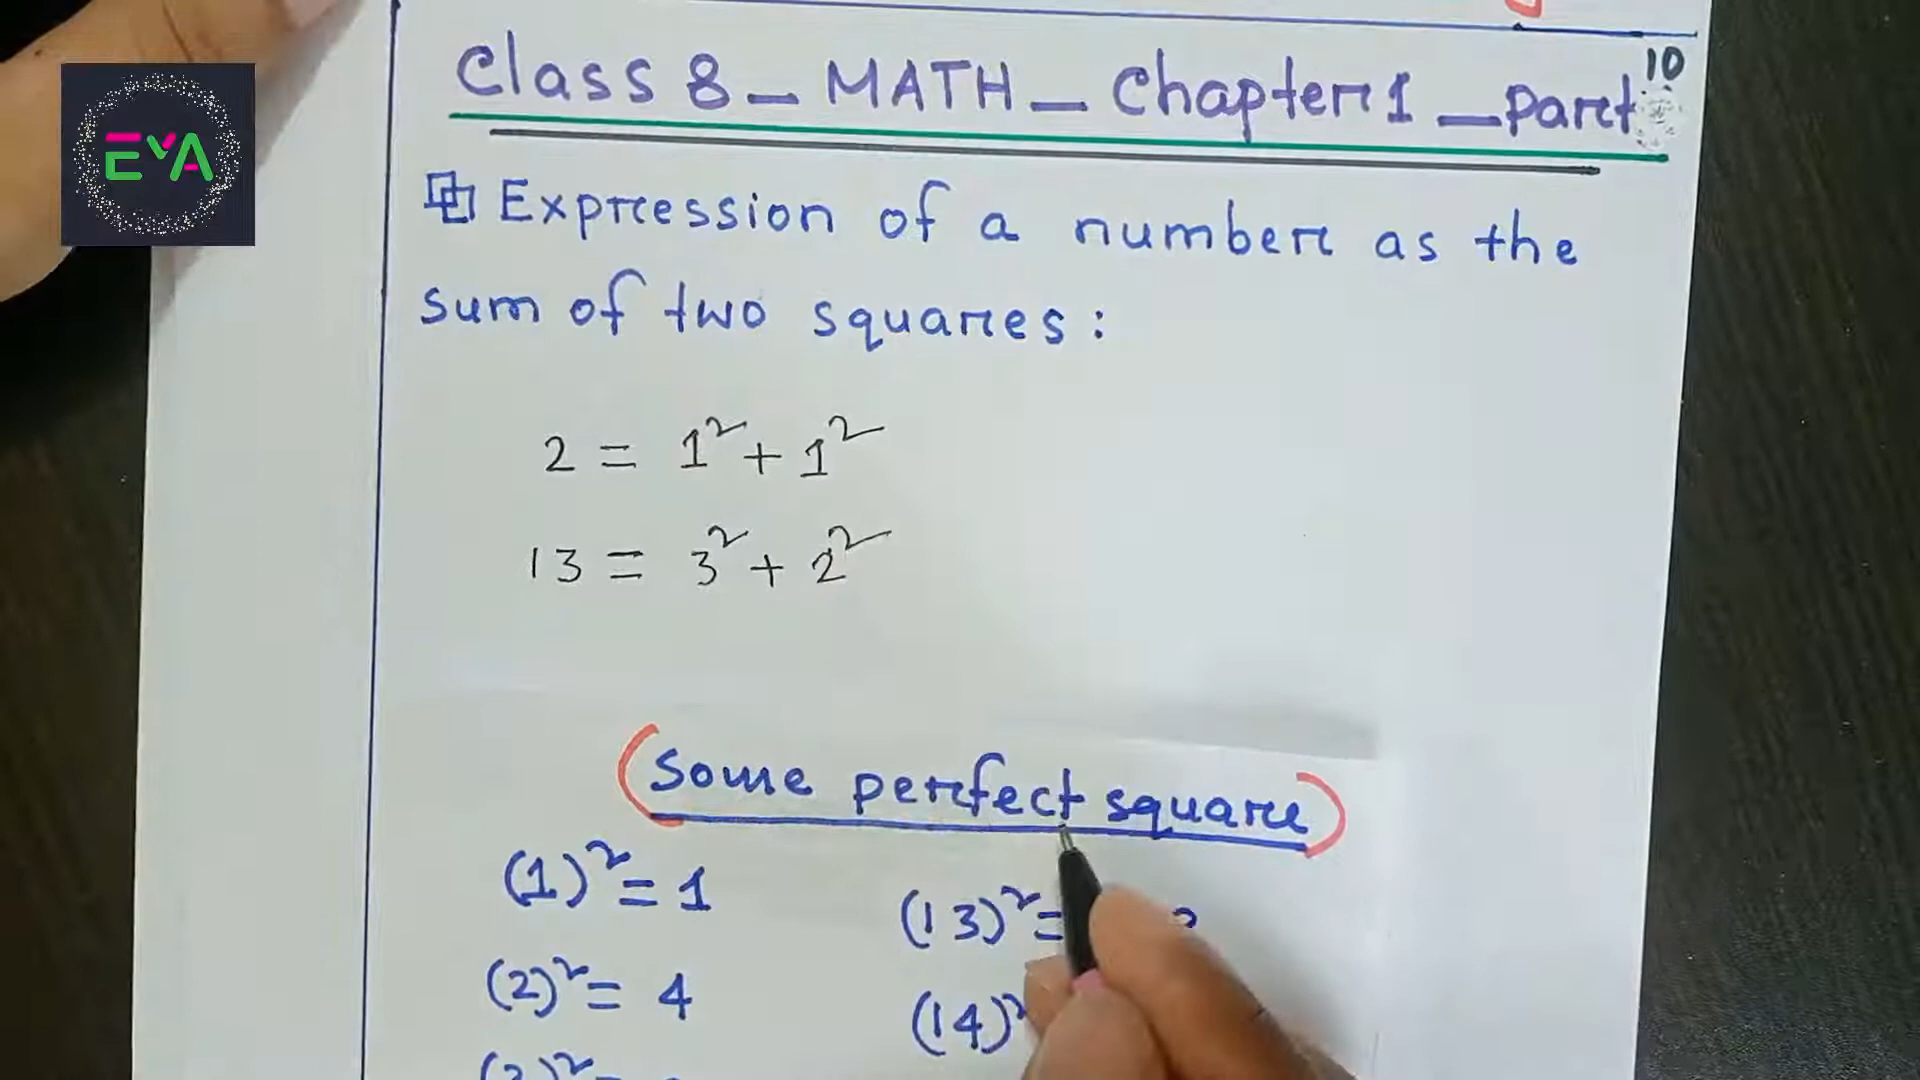 EYA
Class 8 - MATH - Chapter 1 - part 10
Expression of a number as the
sum of two squares:
2 = 1² + 1²
13 = 3² + 2²
(Some perfect square)
(1)² = 1
(13)² =
(2)² = 4
(14)²